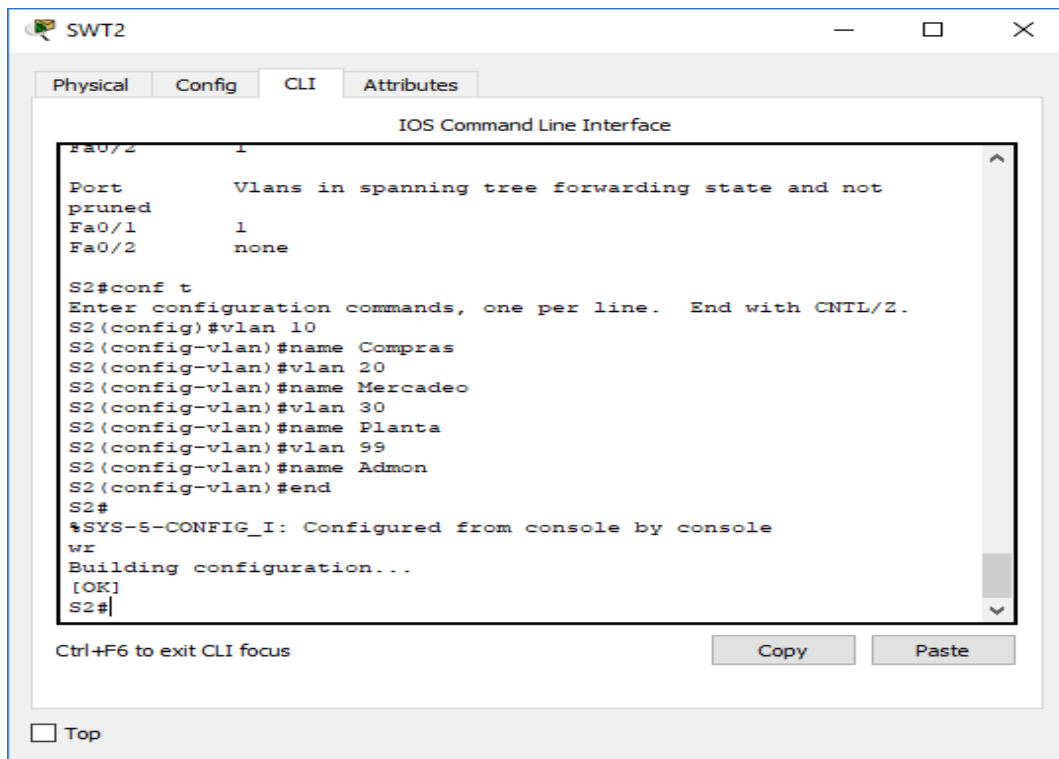 SWT2
Physical Config CLI Attributes
IOS Command Line Interface
Fa0/2 1
Port Vlans in spanning tree forwarding state and not
pruned
Fa0/1 1
Fa0/2 none
S2#conf t
Enter configuration commands, one per line. End with CNTL/Z.
S2(config)#vlan 10
S2(config-vlan)#name Compras
S2(config-vlan)#vlan 20
S2(config-vlan)#name Mercadeo
S2(config-vlan)#vlan 30
S2(config-vlan)#name Planta
S2(config-vlan)#vlan 99
S2(config-vlan)#name Admon
S2(config-vlan)#end
S2#
%SYS-5-CONFIG_I: Configured from console by console
wr
Building configuration...
[OK]
S2#
Ctrl+F6 to exit CLI focus Copy Paste
Top